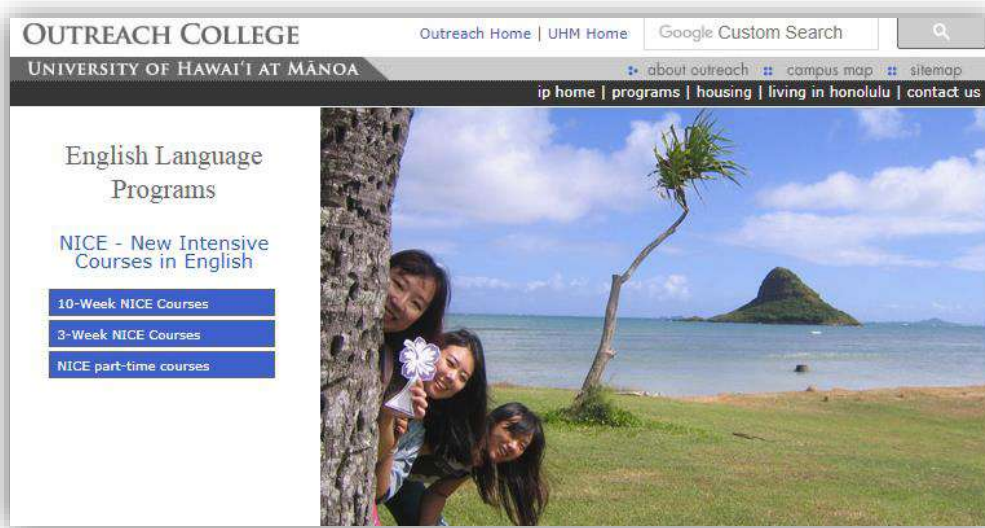 OUTREACH COLLEGE
Outreach Home | UHM Home
Google Custom Search
UNIVERSITY OF HAWAI‘I AT MĀNOA
about outreach campus map sitemap
ip home | programs | housing | living in honolulu | contact us
English Language
Programs
NICE - New Intensive
Courses in English
10-Week NICE Courses
3-Week NICE Courses
NICE part-time courses